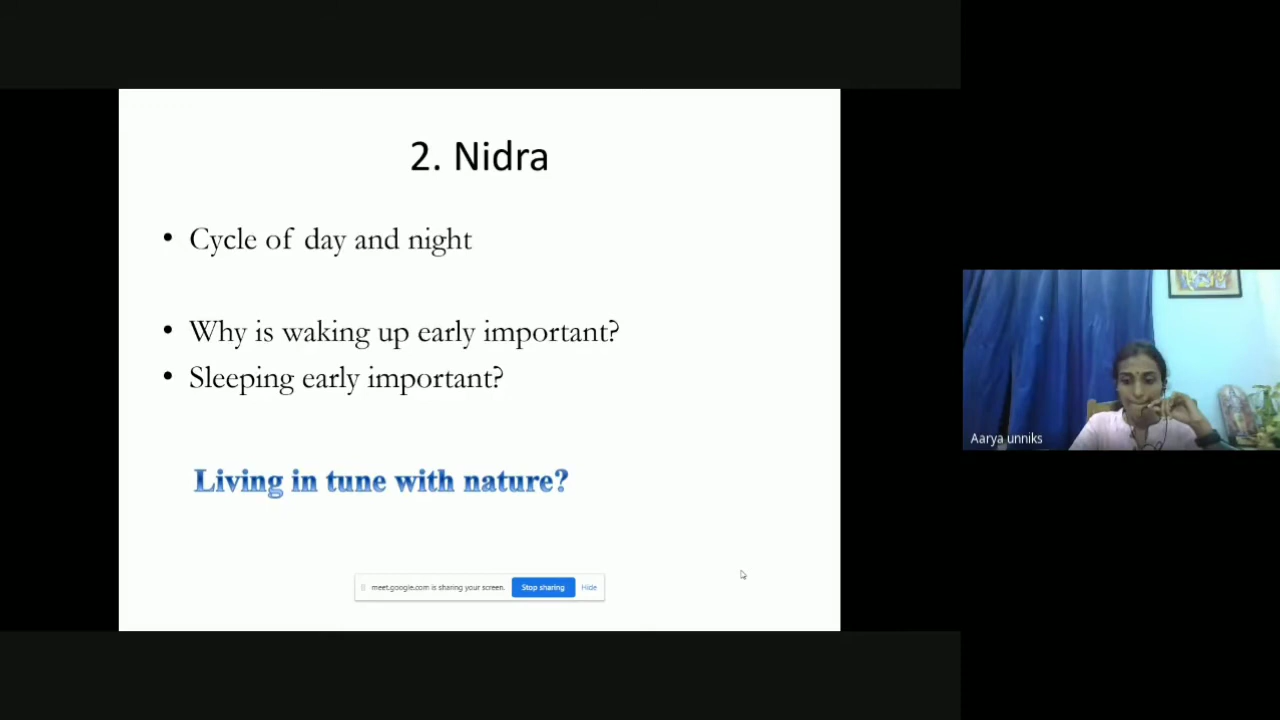 2. Nidra
• Cycle of day and night
• Why is waking up early important?
• Sleeping early important?
Living in tune with nature?
meet.google.com is sharing your screen. Stop sharing Hide
Aarya unniks